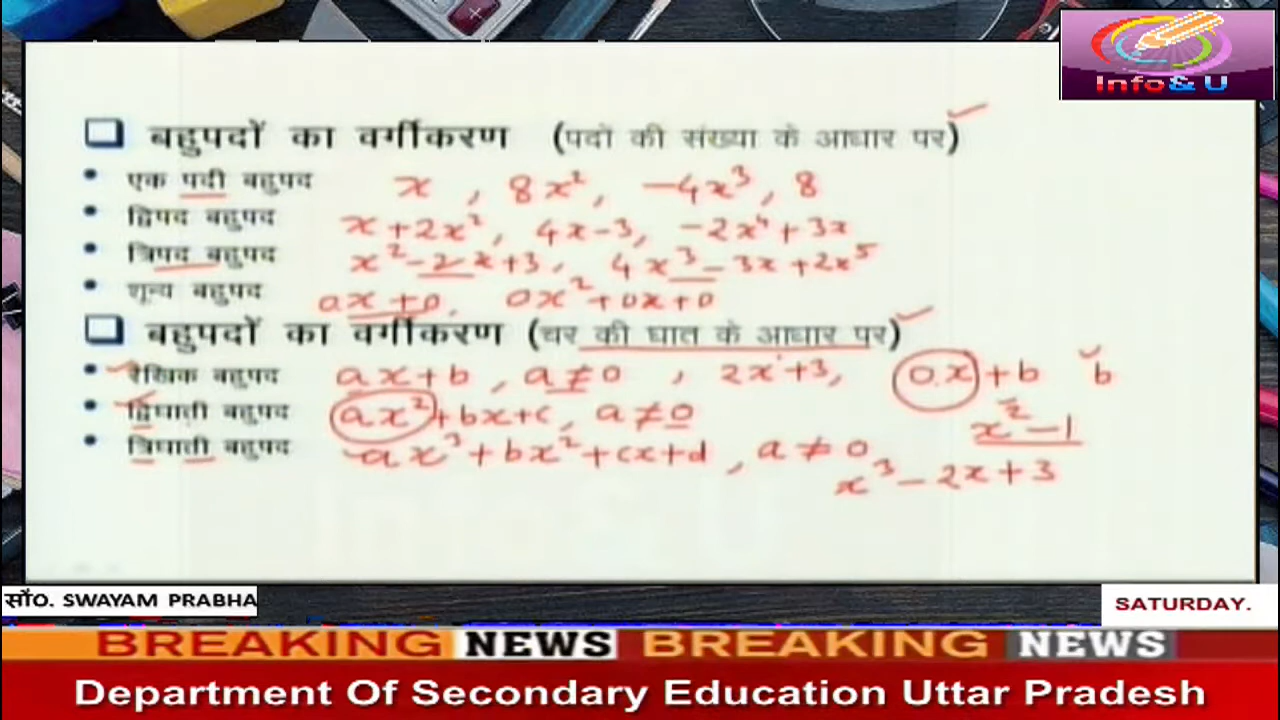 Info& U
❑ बहुपदों का वर्गीकरण (पदों की संख्या के आधार पर) ✓
• एक पदी बहुपद x , 8x², -4x³, 8
• द्विपद बहुपद x+2x², 4x-3, -2x⁴+3x
• त्रिपद बहुपद x²-2x+3, 4x³-3x+2x⁵
• शून्य बहुपद 0x+0, 0x²+0x+0
❑ बहुपदों का वर्गीकरण (चर की घात के आधार पर) ✓
• रैखिक बहुपद ax+b, a≠0 , 2x¹+3, 0.x+b b
• द्विघाती बहुपद ax²+bx+c, a≠0 x²-1
• त्रिघाती बहुपद ax³+bx²+cx+d, a≠0
x³-2x+3
सौO. SWAYAM PRABHA
SATURDAY.
BREAKING NEWS BREAKING NEWS
Department Of Secondary Education Uttar Pradesh